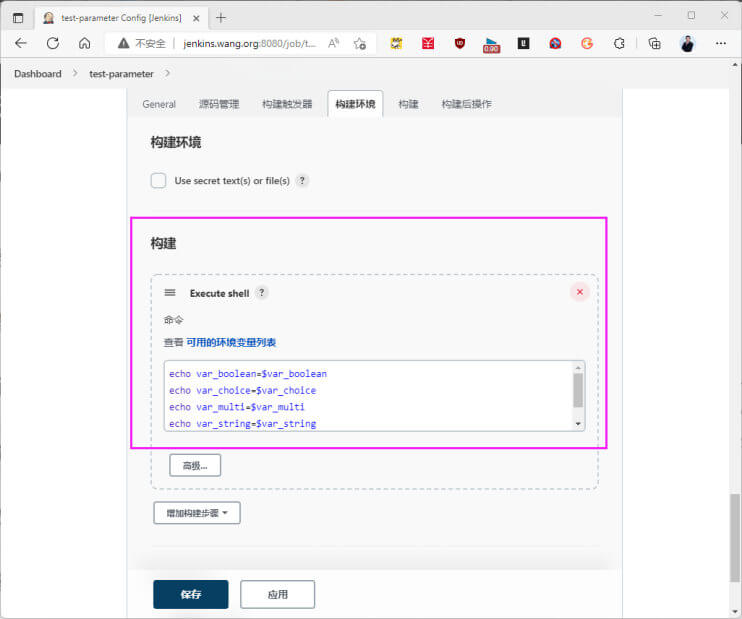 test-parameter Config [Jenkins]
不安全 jenkins.wang.org:8080/job/t...
0.90
Dashboard test-parameter
General 源码管理 构建触发器 构建环境 构建 构建后操作
构建环境
Use secret text(s) or file(s) ?
构建
Execute shell ?
命令
查看 可用的环境变量列表
echo var_boolean=$var_boolean
echo var_choice=$var_choice
echo var_multi=$var_multi
echo var_string=$var_string
高级...
增加构建步骤
保存 应用